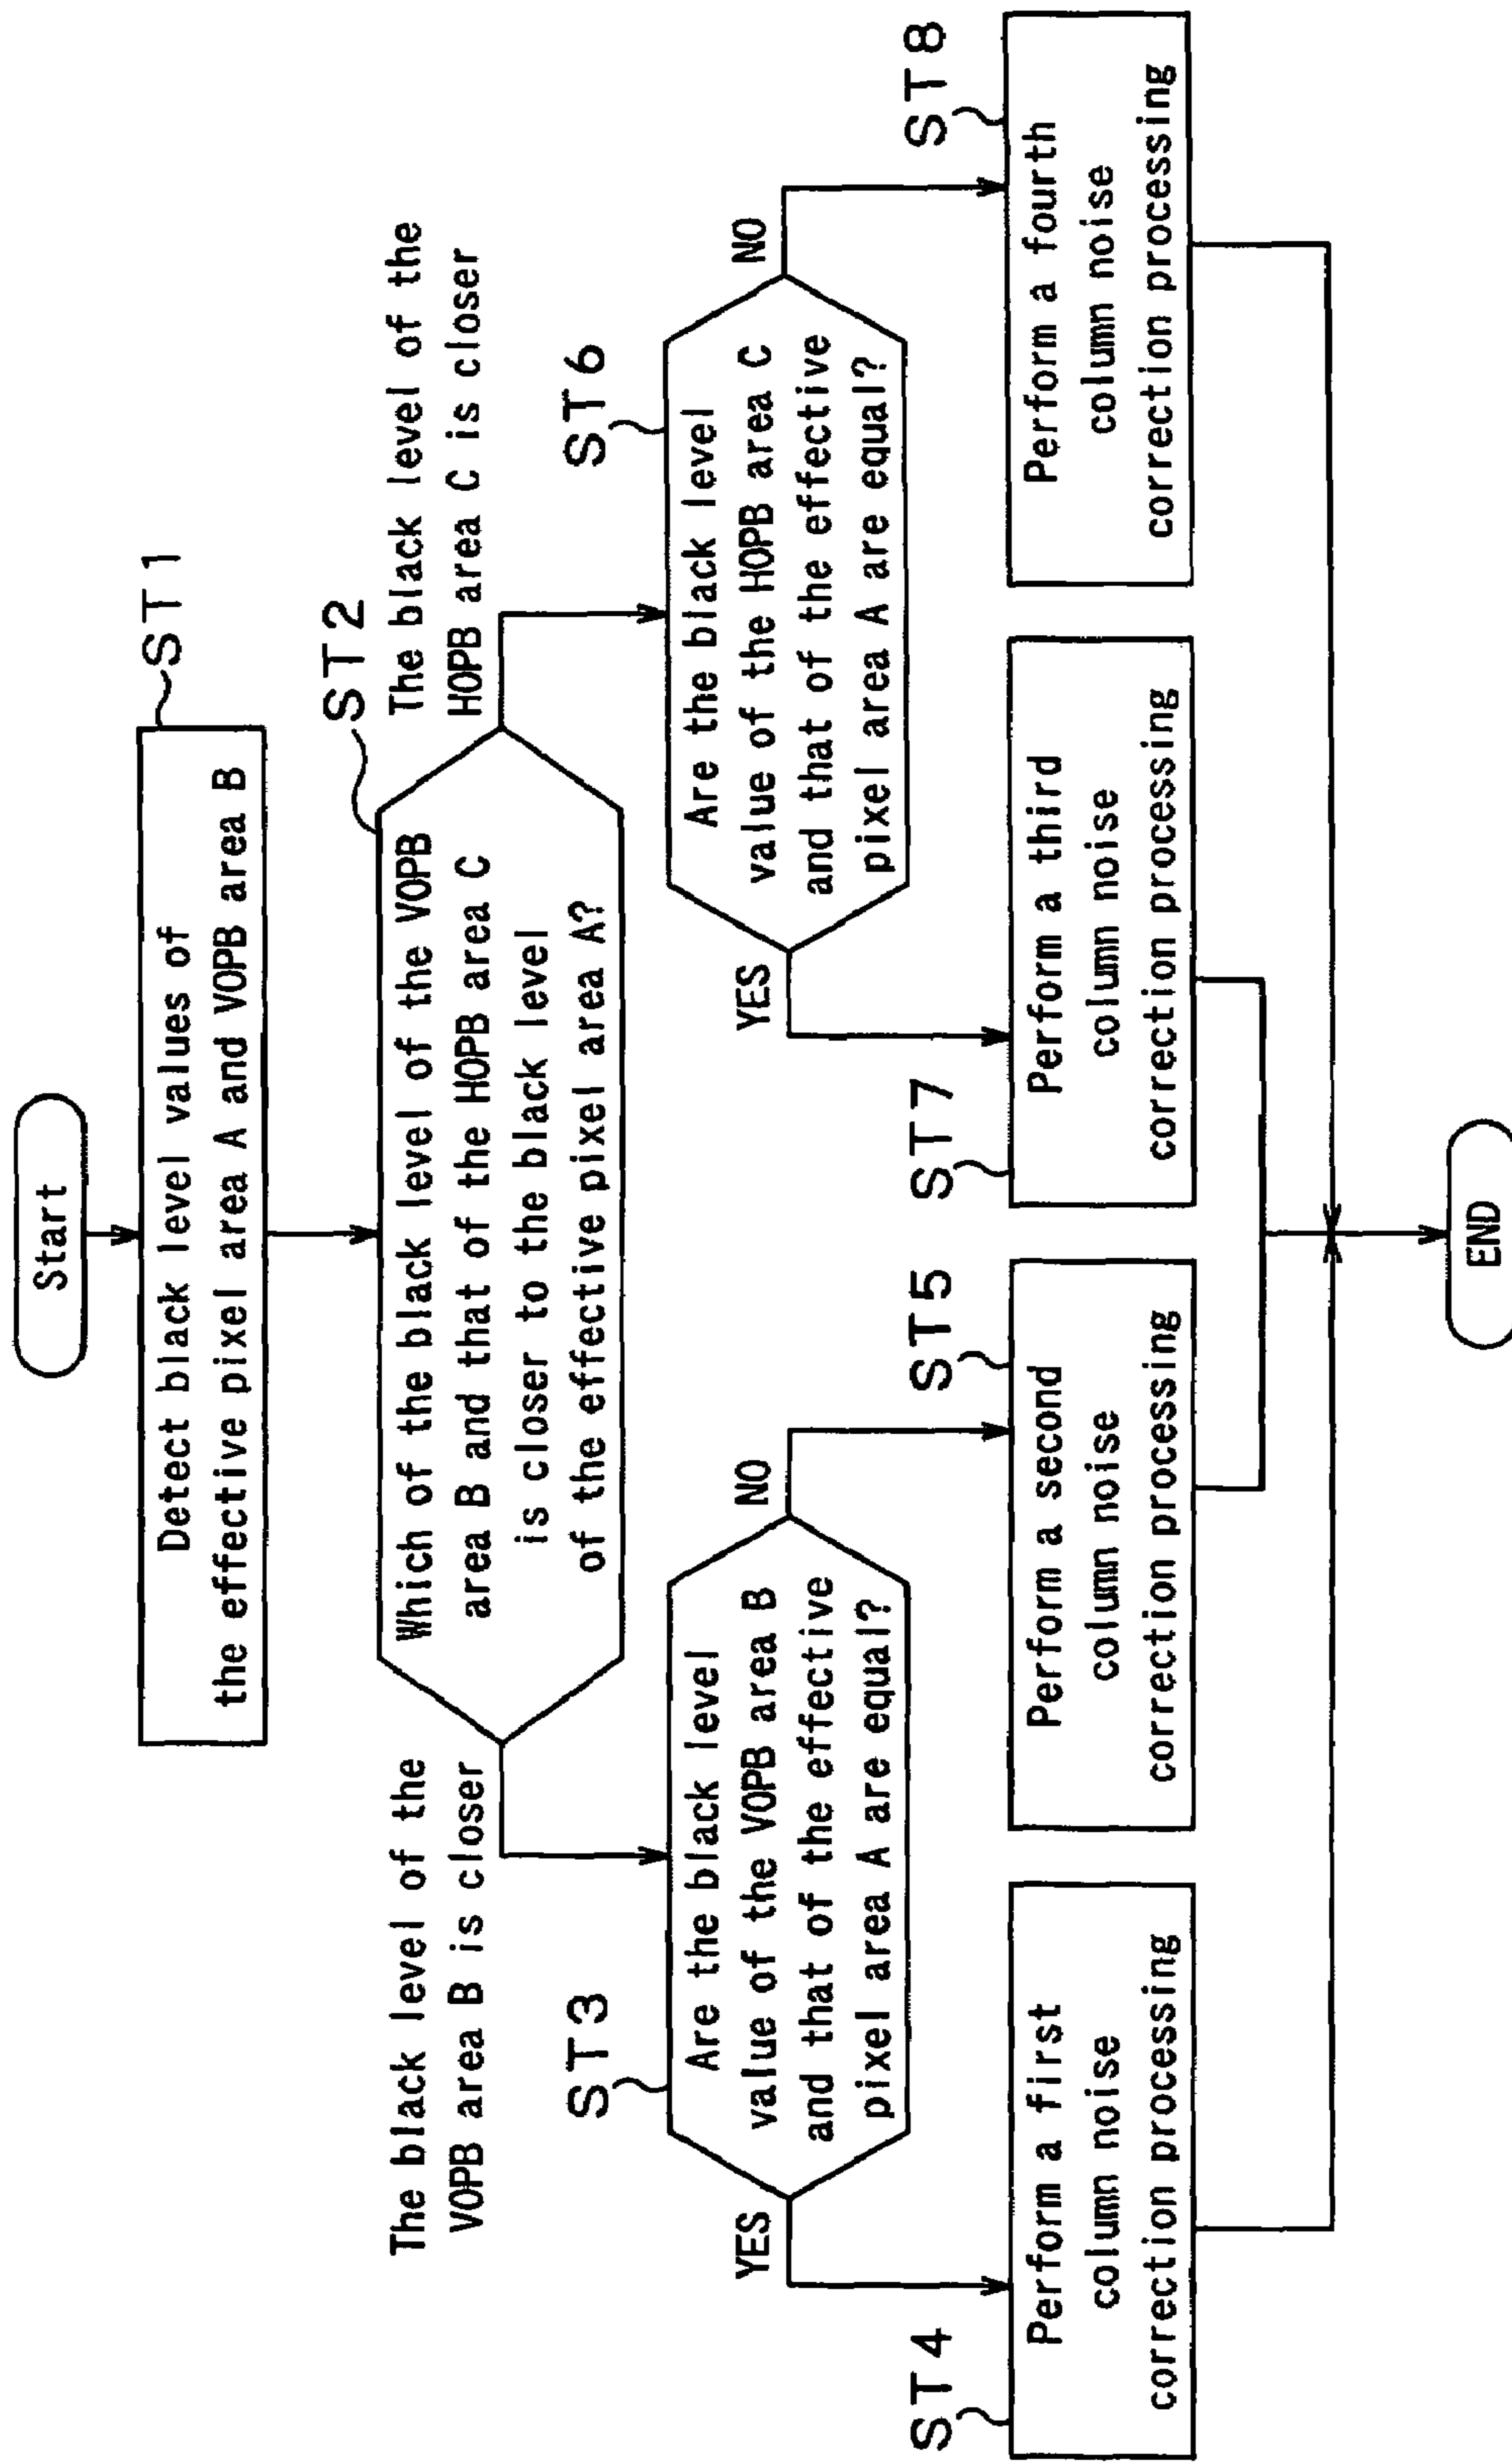 Start
ST1
Detect black level values of
the effective pixel area A and VOPB area B
ST2
Which of the black level of the VOPB
area B and that of the HOPB area C
is closer to the black level
of the effective pixel area A?
The black level of the
VOPB area B is closer
The black level of the
HOPB area C is closer
ST3
Are the black level
value of the VOPB area B
and that of the effective
pixel area A are equal?
YES
NO
ST6
Are the black level
value of the HOPB area C
and that of the effective
pixel area A are equal?
YES
NO
ST4
Perform a first
column noise
correction processing
ST5
Perform a second
column noise
correction processing
ST7
Perform a third
column noise
correction processing
ST8
Perform a fourth
column noise
correction processing
END